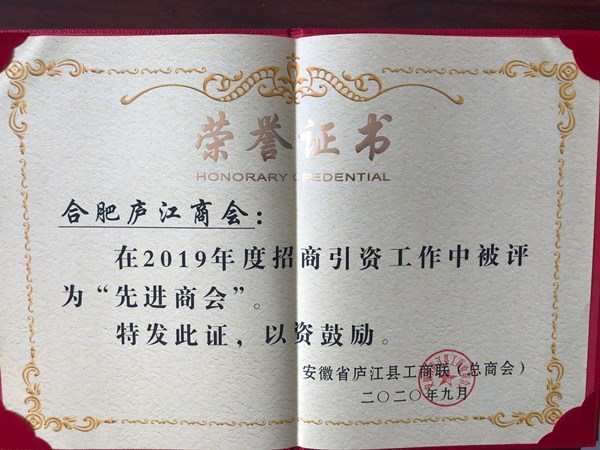 荣誉证书
HONORARY CREDENTIAL
合肥庐江商会：
在2019年度招商引资工作中被评
为“先进商会”。
特发此证，以资鼓励。
安徽省庐江县工商联（总商会）
二〇二〇年九月